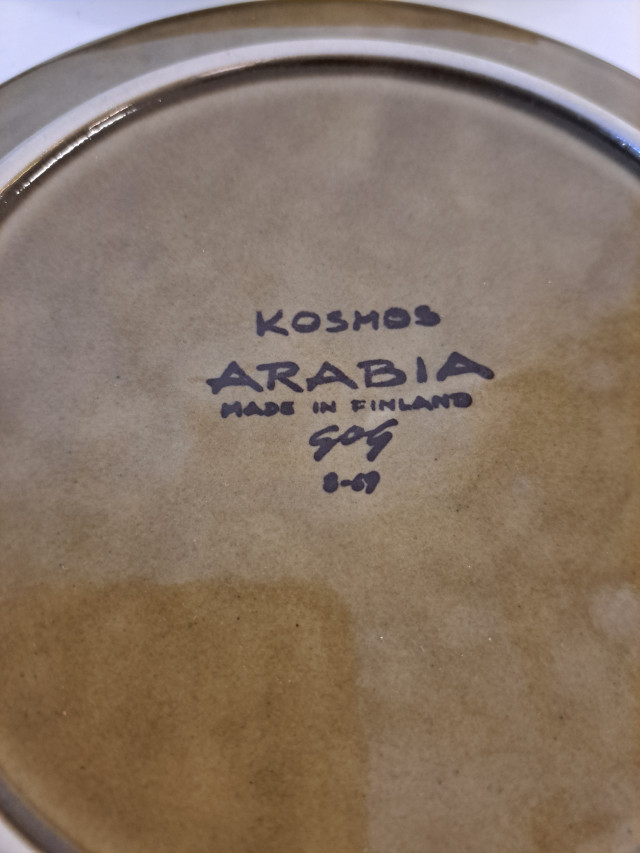 KOSMOS
ARABIA
MADE IN FINLAND
GOG
8-69